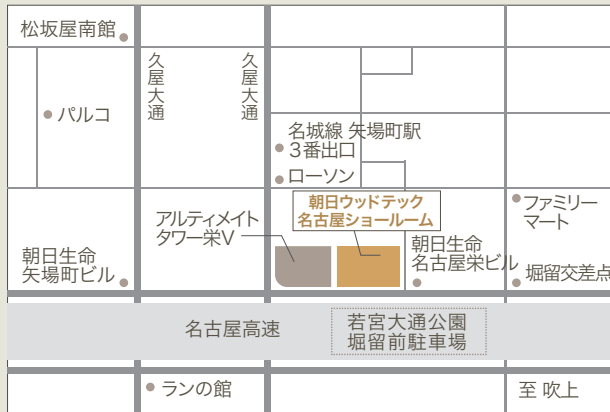 松坂屋南館
久屋大通
久屋大通
パルコ
名城線 矢場町駅
3番出口
ローソン
朝日ウッドテック
名古屋ショールーム
ファミリー
マート
アルティメイト
タワー栄Ⅴ
朝日生命
矢場町ビル
朝日生命
名古屋栄ビル
堀留交差点
名古屋高速
若宮大通公園
堀留前駐車場
ランの館
至 吹上